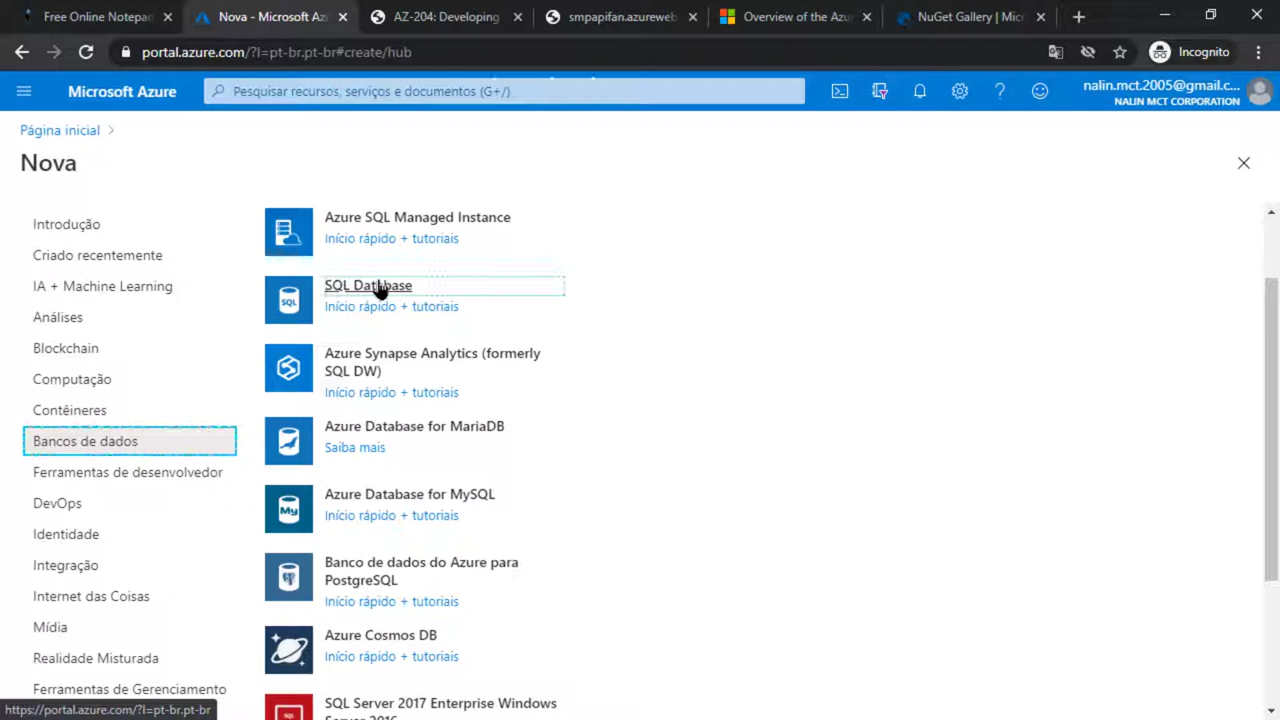 Free Online Notepad
Nova - Microsoft Az
AZ-204: Developing
smpapifan.azureweb
Overview of the Azur
NuGet Gallery | Micr
portal.azure.com/?l=pt-br.pt-br#create/hub
Incognito
Microsoft Azure
Pesquisar recursos, serviços e documentos (G+/)
nalin.mct.2005@gmail.c...
NALIN MCT CORPORATION
Página inicial
Nova
Introdução
Criado recentemente
IA + Machine Learning
Análises
Blockchain
Computação
Contêineres
Bancos de dados
Ferramentas de desenvolvedor
DevOps
Identidade
Integração
Internet das Coisas
Mídia
Realidade Misturada
Ferramentas de Gerenciamento
Azure SQL Managed Instance
Início rápido + tutoriais
SQL
SQL Database
Início rápido + tutoriais
Azure Synapse Analytics (formerly
SQL DW)
Início rápido + tutoriais
Azure Database for MariaDB
Saiba mais
My
Azure Database for MySQL
Início rápido + tutoriais
Banco de dados do Azure para
PostgreSQL
Início rápido + tutoriais
Azure Cosmos DB
Início rápido + tutoriais
SQL
SQL Server 2017 Enterprise Windows
Server 2016
https://portal.azure.com/?l=pt-br.pt-br